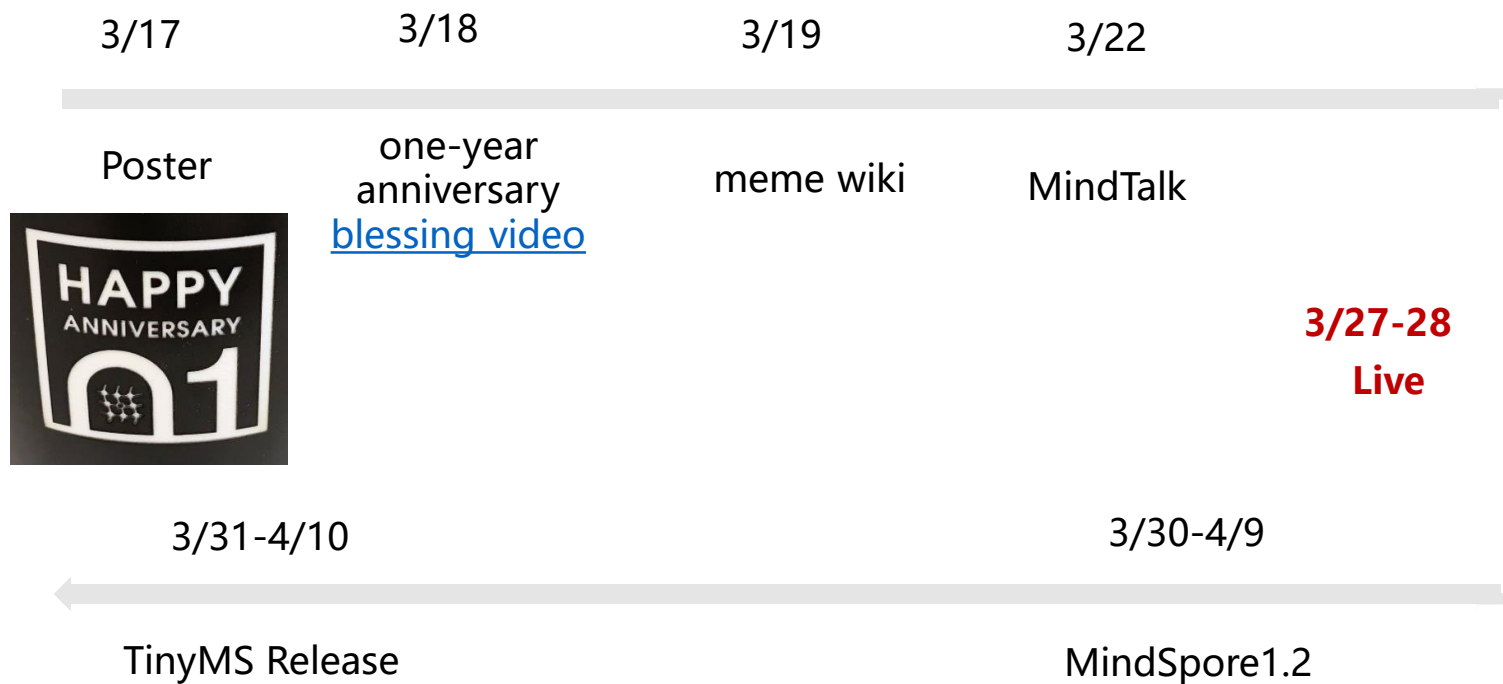 3/17
3/18
3/19
3/22
Poster
one-year
anniversary
blessing video
meme wiki
MindTalk
HAPPY
ANNIVERSARY
01
3/27-28
Live
3/31-4/10
3/30-4/9
TinyMS Release
MindSpore1.2